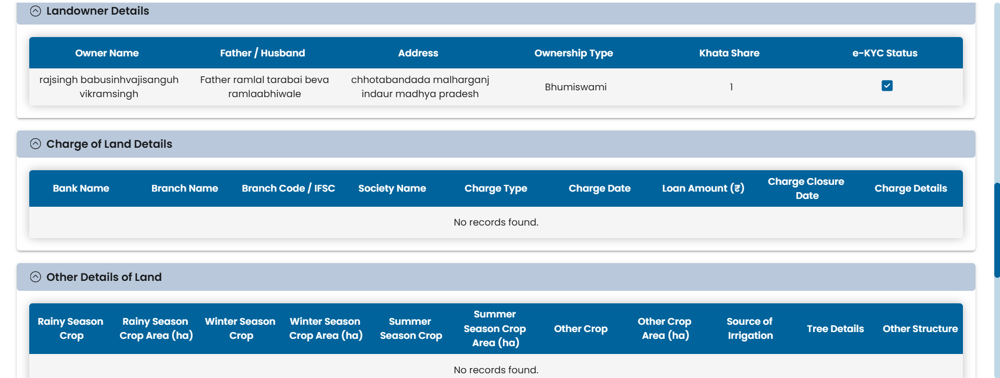 Landowner Details
Owner Name Father / Husband Address Ownership Type Khata Share e-KYC Status
rajsingh babusinhvajisanguh vikramsingh Father ramlal tarabai beva ramlaabhiwale chhotabandada malharganj indaur madhya pradesh Bhumiswami 1
Charge of Land Details
Bank Name Branch Name Branch Code / IFSC Society Name Charge Type Charge Date Loan Amount (₹) Charge Closure Date Charge Details
No records found.
Other Details of Land
Rainy Season Crop Rainy Season Crop Area (ha) Winter Season Crop Winter Season Crop Area (ha) Summer Season Crop Summer Season Crop Area (ha) Other Crop Other Crop Area (ha) Source of Irrigation Tree Details Other Structure
No records found.